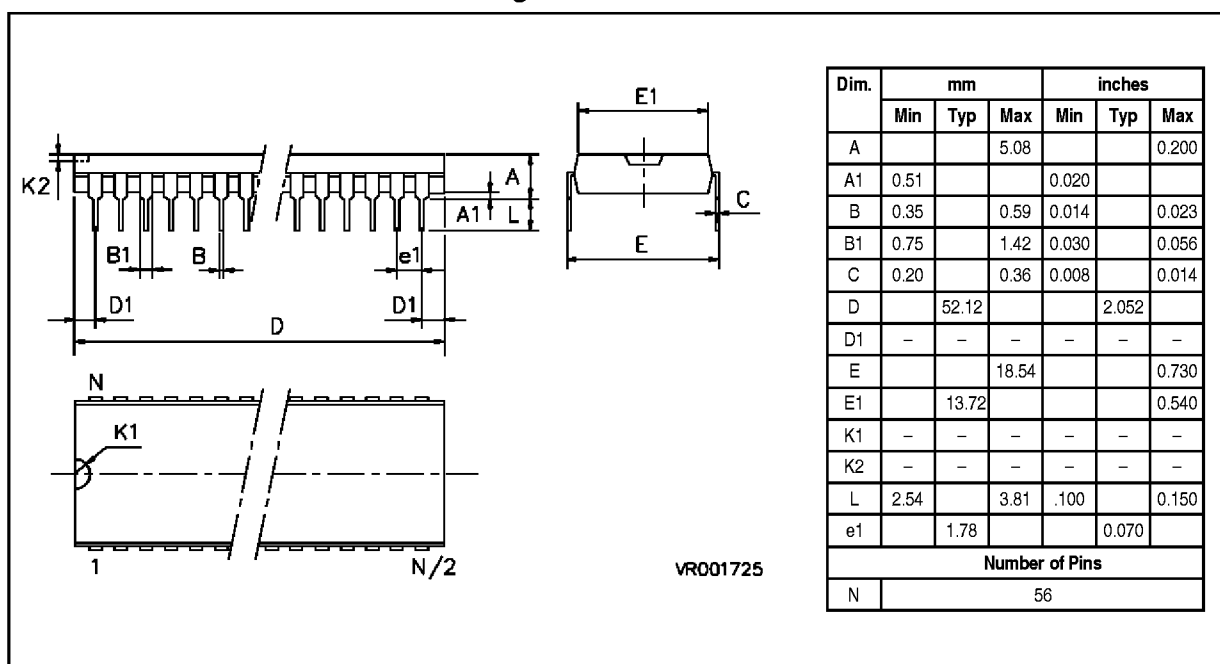 E1
K2
A
A1
L
C
B1
B
e1
E
D1
D1
D
N
K1
1
N/2
VR001725
Dim. mm inches
Min Typ Max Min Typ Max
A 5.08 0.200
A1 0.51 0.020
B 0.35 0.59 0.014 0.023
B1 0.75 1.42 0.030 0.056
C 0.20 0.36 0.008 0.014
D 52.12 2.052
D1 – – – – – –
E 18.54 0.730
E1 13.72 0.540
K1 – – – – – –
K2 – – – – – –
L 2.54 3.81 .100 0.150
e1 1.78 0.070
Number of Pins
N 56